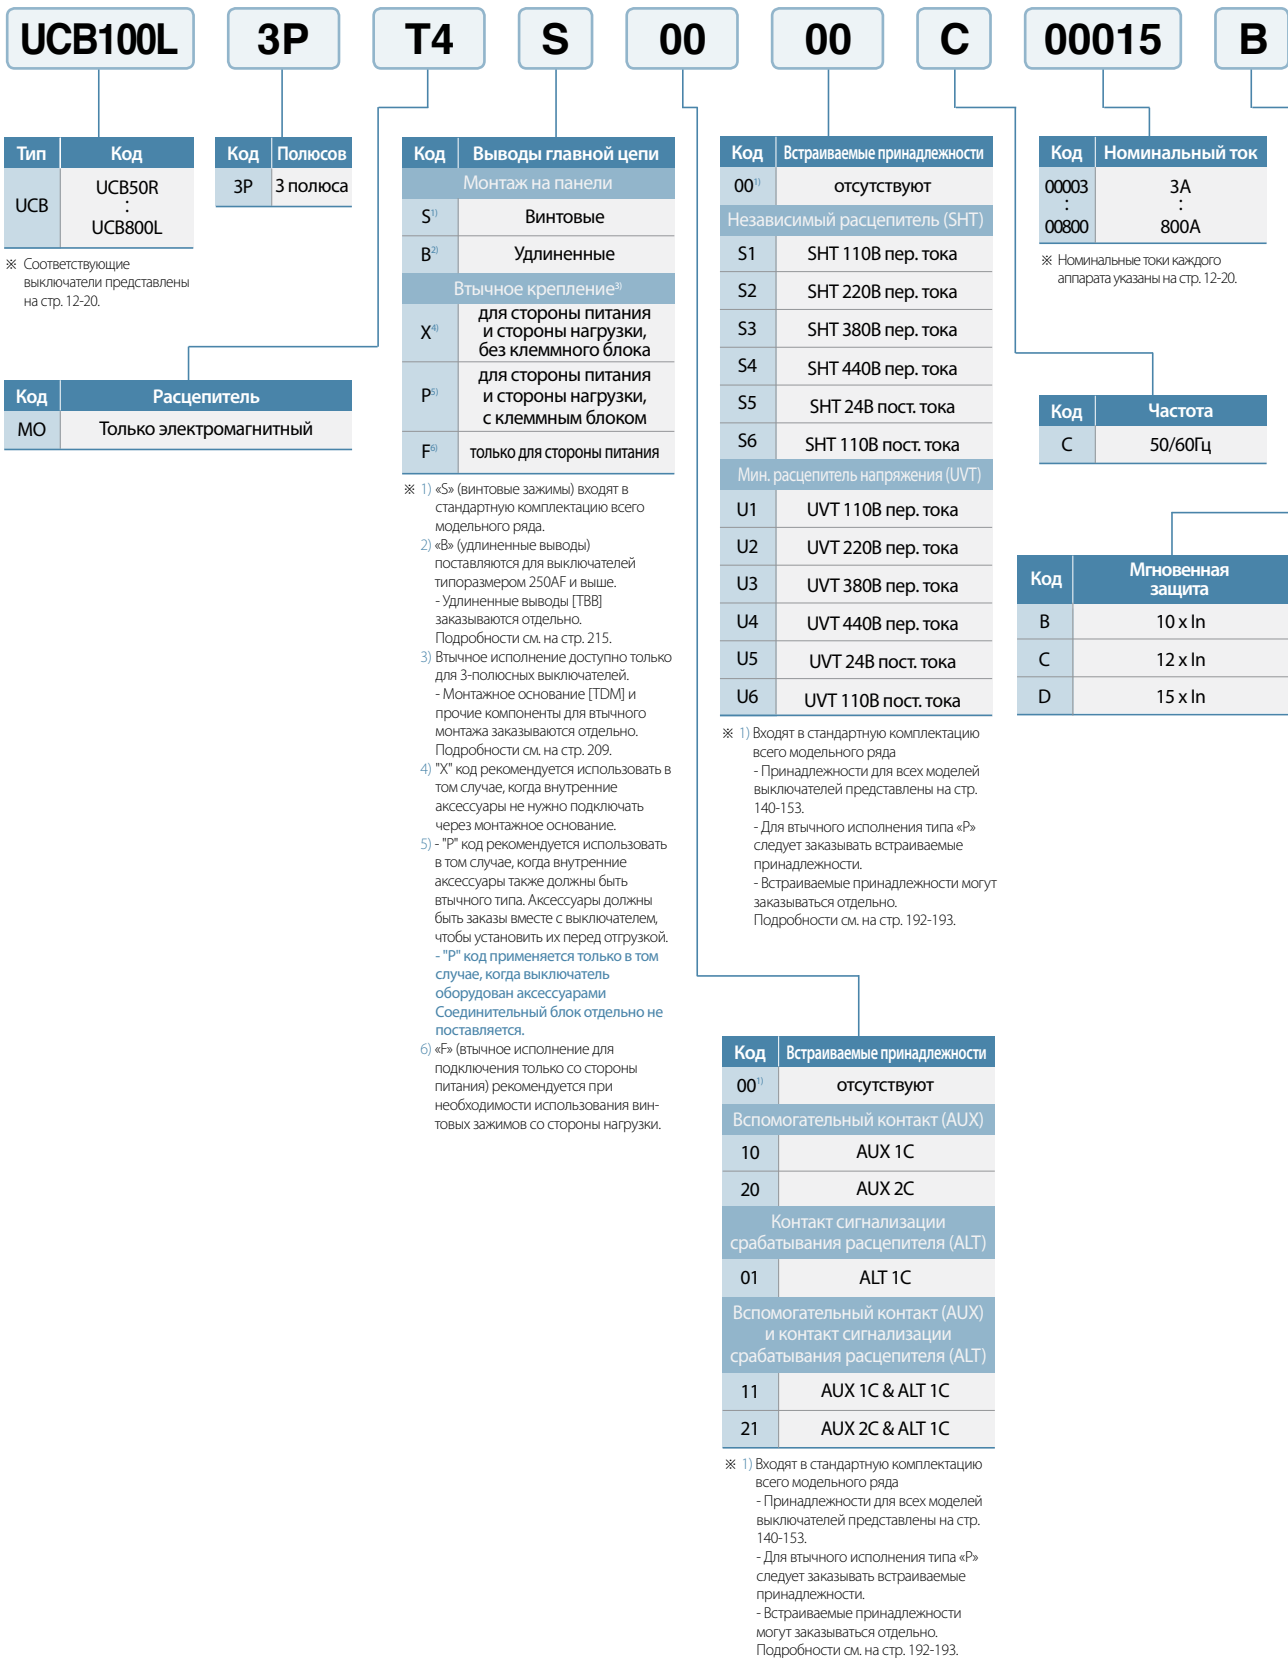 UCB100L 3P T4 S 00 00 C 00015 B
Тип Код
UCB UCB50R
:
UCB800L
※ Соответствующие
выключатели представлены
на стр. 12-20.
Код Полюсов
3P 3 полюса
Код Расцепитель
MO Только электромагнитный
Код Выводы главной цепи
Монтаж на панели
S1) Винтовые
B2) Удлиненные
Втычное крепление3)
X4) для стороны питания
и стороны нагрузки,
без клеммного блока
P5) для стороны питания
и стороны нагрузки,
с клеммным блоком
F6) только для стороны питания
※ 1) «S» (винтовые зажимы) входят в
стандартную комплектацию всего
модельного ряда.
2) «B» (удлиненные выводы)
поставляются для выключателей
типоразмером 250AF и выше.
- Удлиненные выводы [TBB]
заказываются отдельно.
Подробности см. на стр. 215.
3) Втычное исполнение доступно только
для 3-полюсных выключателей.
- Монтажное основание [TDM] и
прочие компоненты для втычного
монтажа заказываются отдельно.
Подробности см. на стр. 209.
4) "X" код рекомендуется использовать в
том случае, когда внутренние
аксессуары не нужно подключать
через монтажное основание.
5) - "P" код рекомендуется использовать
в том случае, когда внутренние
аксессуары также должны быть
втычного типа. Аксессуары должны
быть заказы вместе с выключателем,
чтобы установить их перед отгрузкой.
- "P" код применяется только в том
случае, когда выключатель
оборудован аксессуарами
Соединительный блок отдельно не
поставляется.
6) «F» (втычное исполнение для
подключения только со стороны
питания) рекомендуется при
необходимости использования вин-
товых зажимов со стороны нагрузки.
Код Встраиваемые принадлежности
001) отсутствуют
Независимый расцепитель (SHT)
S1 SHT 110В пер. тока
S2 SHT 220В пер. тока
S3 SHT 380В пер. тока
S4 SHT 440В пер. тока
S5 SHT 24В пост. тока
S6 SHT 110В пост. тока
Мин. расцепитель напряжения (UVT)
U1 UVT 110В пер. тока
U2 UVT 220В пер. тока
U3 UVT 380В пер. тока
U4 UVT 440В пер. тока
U5 UVT 24В пост. тока
U6 UVT 110В пост. тока
※ 1) Входят в стандартную комплектацию
всего модельного ряда
- Принадлежности для всех моделей
выключателей представлены на стр.
140-153.
- Для втычного исполнения типа «P»
следует заказывать встраиваемые
принадлежности.
- Встраиваемые принадлежности могут
заказываться отдельно.
Подробности см. на стр. 192-193.
Код Встраиваемые принадлежности
001) отсутствуют
Вспомогательный контакт (AUX)
10 AUX 1C
20 AUX 2C
Контакт сигнализации
срабатывания расцепителя (ALT)
01 ALT 1C
Вспомогательный контакт (AUX)
и контакт сигнализации
срабатывания расцепителя (ALT)
11 AUX 1C & ALT 1C
21 AUX 2C & ALT 1C
※ 1) Входят в стандартную комплектацию
всего модельного ряда
- Принадлежности для всех моделей
выключателей представлены на стр.
140-153.
- Для втычного исполнения типа «P»
следует заказывать встраиваемые
принадлежности.
- Встраиваемые принадлежности
могут заказываться отдельно.
Подробности см. на стр. 192-193.
Код Номинальный ток
00003 3A
: :
00800 800A
※ Номинальные токи каждого
аппарата указаны на стр. 12-20.
Код Частота
C 50/60Гц
Код Мгновенная
защита
B 10 x In
C 12 x In
D 15 x In